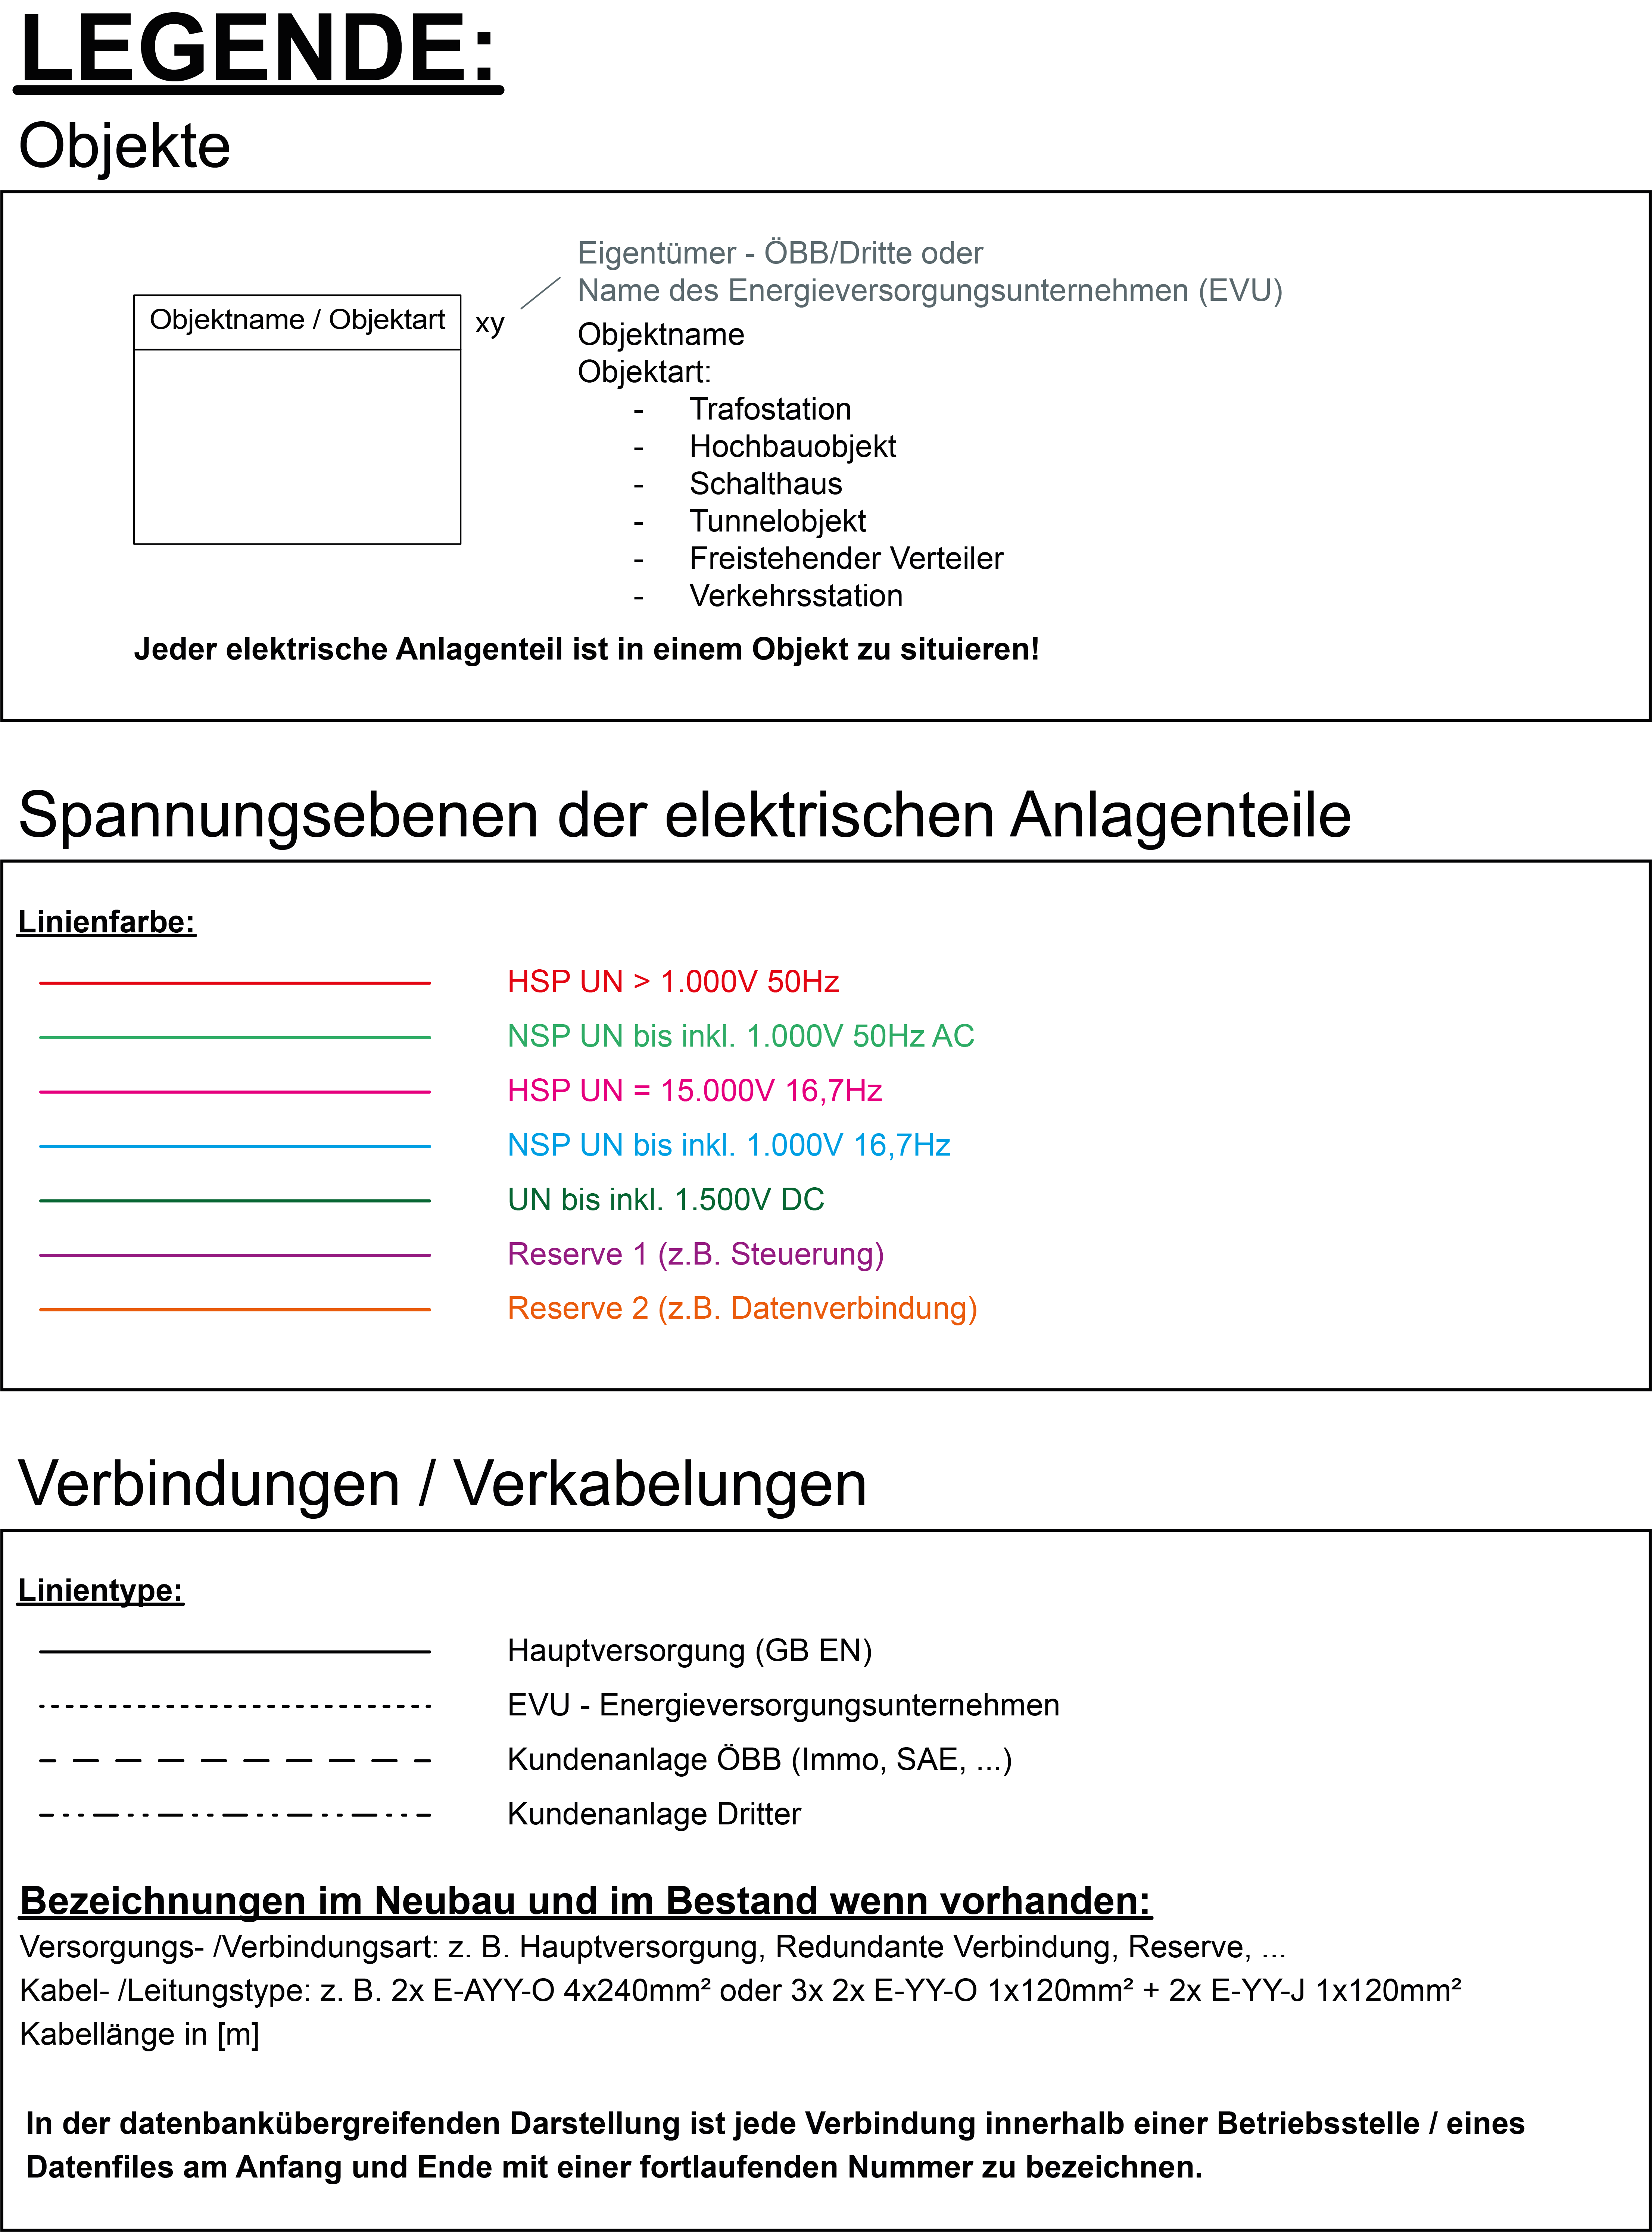 LEGENDE:
Objekte
Eigentümer - ÖBB/Dritte oder
Name des Energieversorgungsunternehmen (EVU)
Objektname / Objektart
xy
Objektname
Objektart:
- Trafostation
- Hochbauobjekt
- Schalthaus
- Tunnelobjekt
- Freistehender Verteiler
- Verkehrsstation
Jeder elektrische Anlagenteil ist in einem Objekt zu situieren!
Spannungsebenen der elektrischen Anlagenteile
Linienfarbe:
HSP UN > 1.000V 50Hz
NSP UN bis inkl. 1.000V 50Hz AC
HSP UN = 15.000V 16,7Hz
NSP UN bis inkl. 1.000V 16,7Hz
UN bis inkl. 1.500V DC
Reserve 1 (z.B. Steuerung)
Reserve 2 (z.B. Datenverbindung)
Verbindungen / Verkabelungen
Linientype:
Hauptversorgung (GB EN)
EVU - Energieversorgungsunternehmen
Kundenanlage ÖBB (Immo, SAE, ...)
Kundenanlage Dritter
Bezeichnungen im Neubau und im Bestand wenn vorhanden:
Versorgungs- /Verbindungsart: z. B. Hauptversorgung, Redundante Verbindung, Reserve, ...
Kabel- /Leitungstype: z. B. 2x E-AYY-O 4x240mm² oder 3x 2x E-YY-O 1x120mm² + 2x E-YY-J 1x120mm²
Kabellänge in [m]
In der datenbankübergreifenden Darstellung ist jede Verbindung innerhalb einer Betriebsstelle / eines
Datenfiles am Anfang und Ende mit einer fortlaufenden Nummer zu bezeichnen.